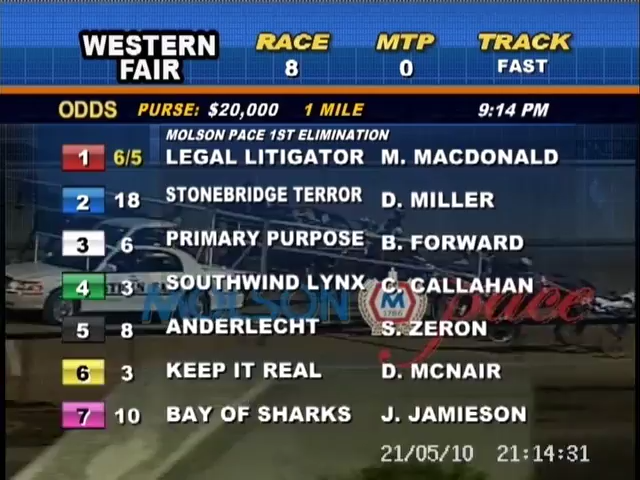 WESTERN FAIR RACE 8 MTP 0 TRACK FAST
ODDS PURSE: $20,000 1 MILE 9:14 PM
MOLSON PACE 1ST ELIMINATION
1 6/5 LEGAL LITIGATOR M. MACDONALD
2 18 STONEBRIDGE TERROR D. MILLER
3 6 PRIMARY PURPOSE B. FORWARD
4 3 SOUTHWIND LYNX C. CALLAHAN
MOLSON M 1786 pace
5 8 ANDERLECHT S. ZERON
6 3 KEEP IT REAL D. MCNAIR
7 10 BAY OF SHARKS J. JAMIESON
21/05/10 21:14:31